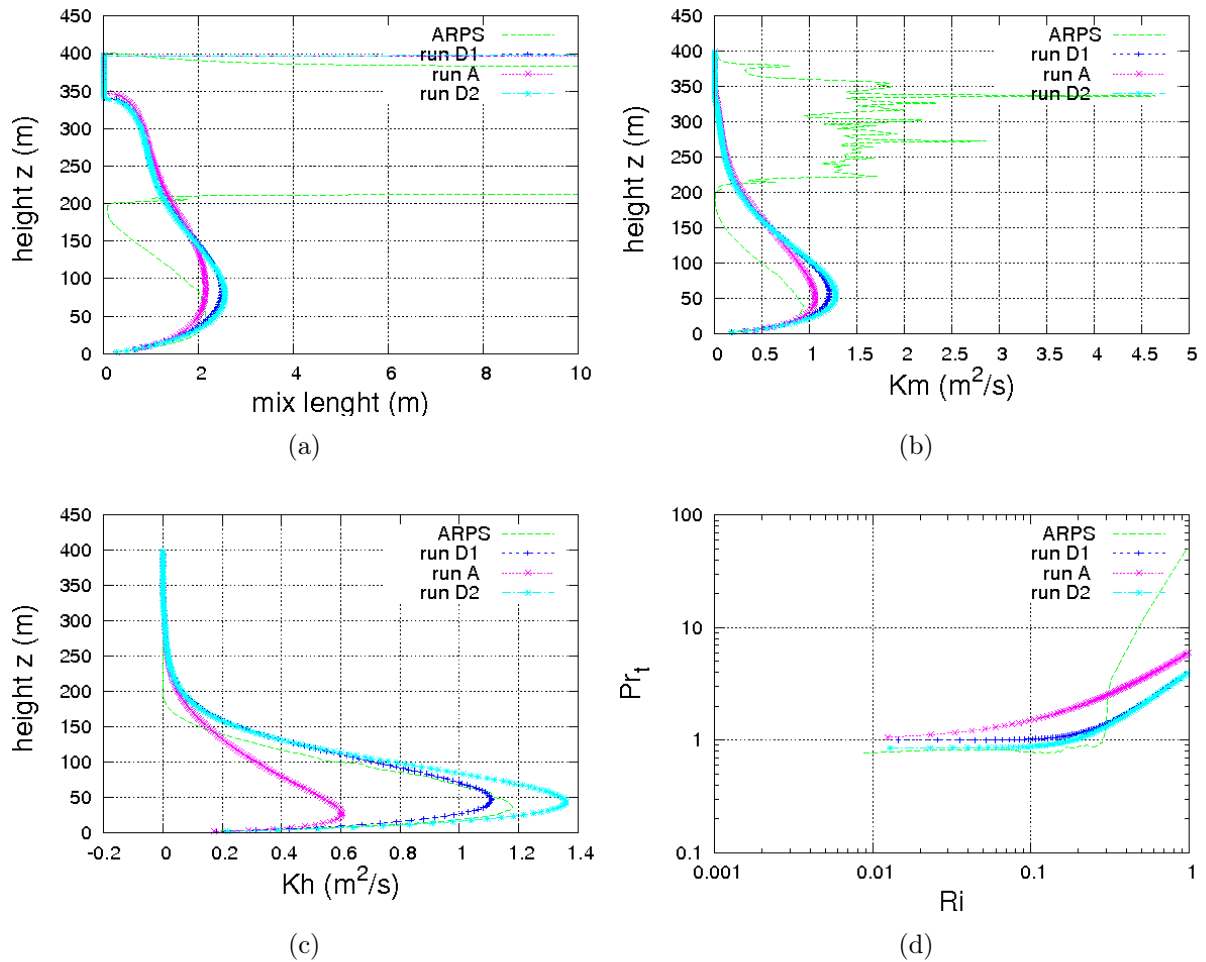 450
400
350
300
250
200
150
100
50
0
height z (m)
0
2
4
6
8
10
mix lenght (m)
ARPS
run D1
run A
run D2
(a)
450
400
350
300
250
200
150
100
50
0
height z (m)
0
0.5
1
1.5
2
2.5
3
3.5
4
4.5
5
Km (m²/s)
ARPS
run D1
run A
run D2
(b)
450
400
350
300
250
200
150
100
50
0
height z (m)
-0.2
0
0.2
0.4
0.6
0.8
1
1.2
1.4
Kh (m²/s)
ARPS
run D1
run A
run D2
(c)
100
10
1
0.1
Prt
0.001
0.01
0.1
1
Ri
ARPS
run D1
run A
run D2
(d)